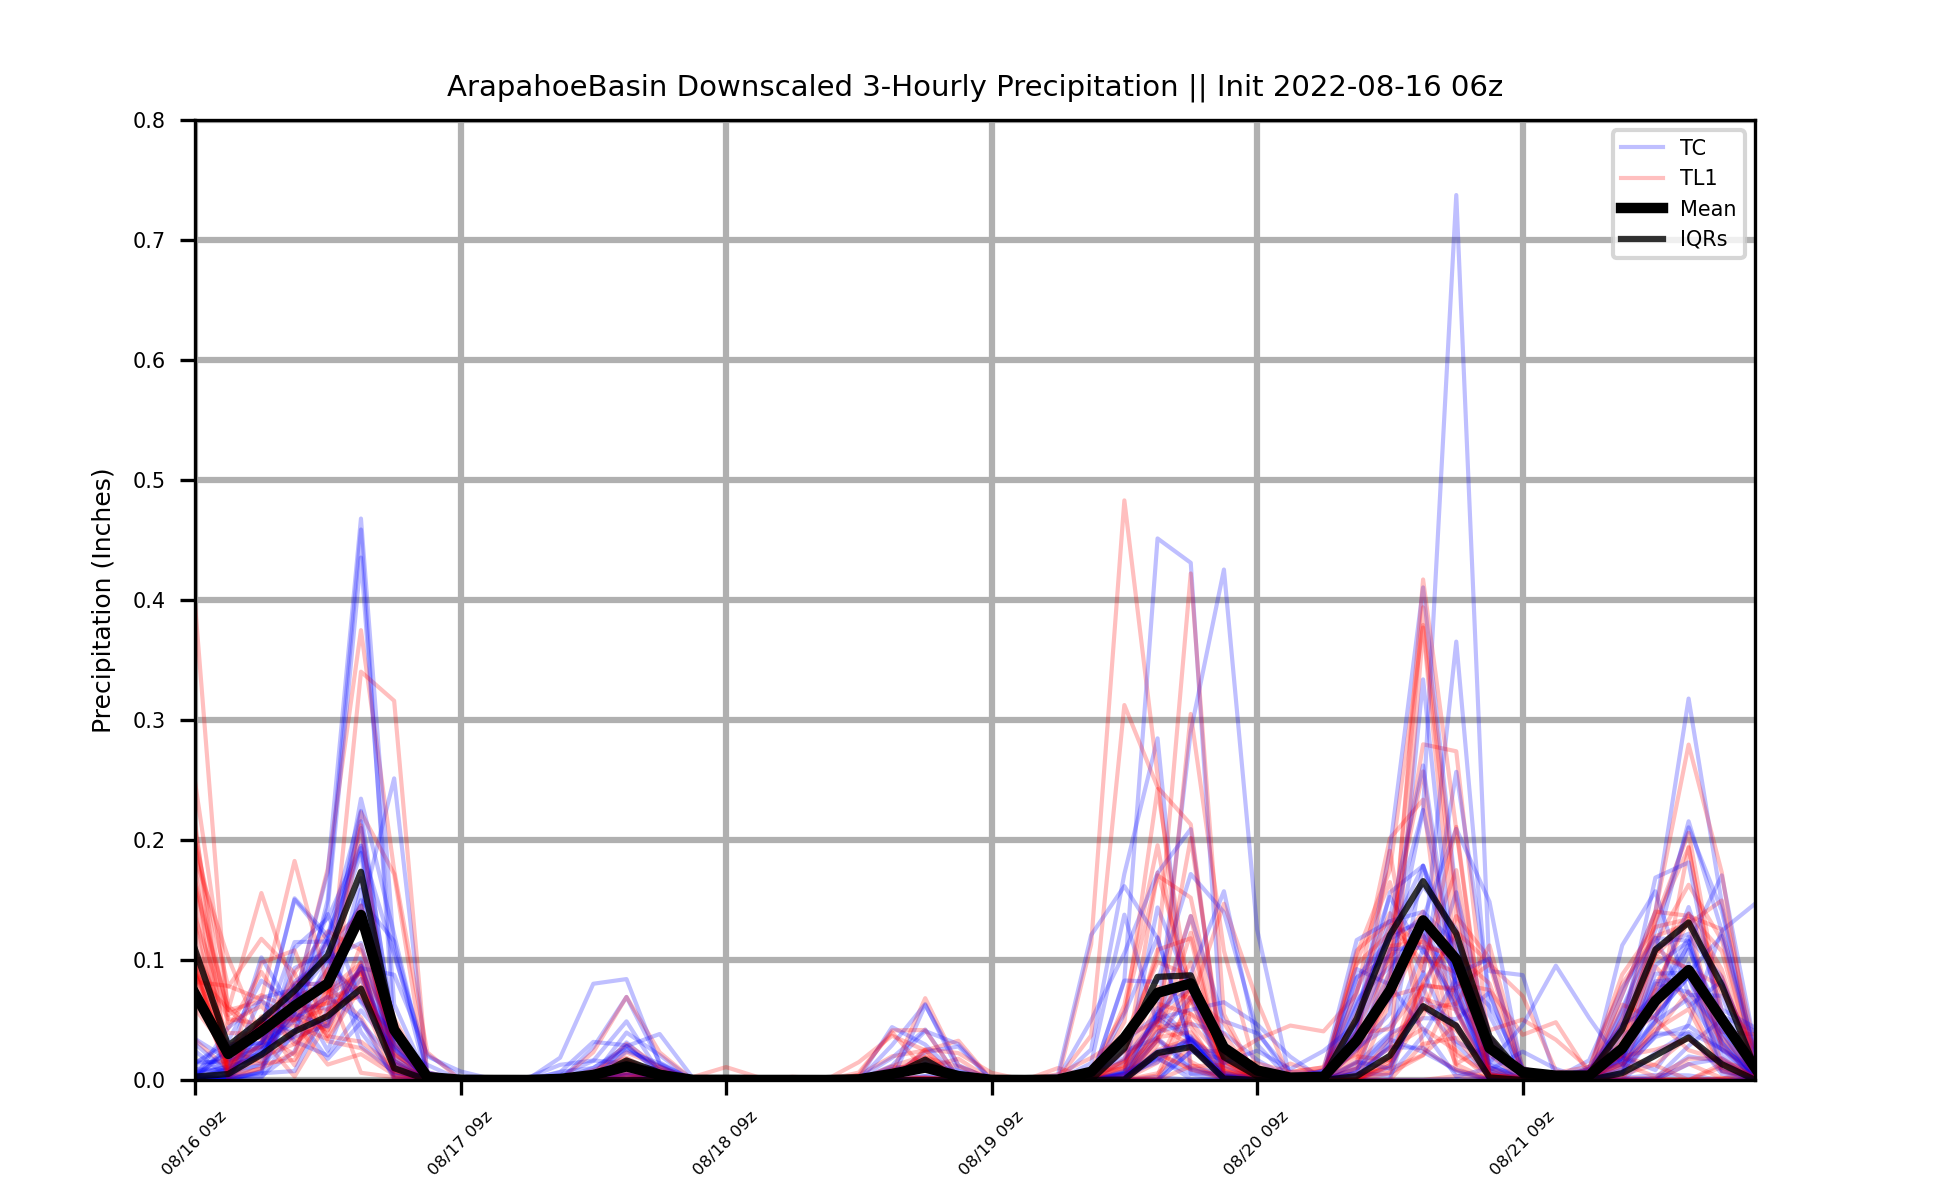 ArapahoeBasin Downscaled 3-Hourly Precipitation || Init 2022-08-16 06z
Precipitation (Inches)
0.8
0.7
0.6
0.5
0.4
0.3
0.2
0.1
0.0
TC
TL1
Mean
IQRs
08/16 09z
08/17 09z
08/18 09z
08/19 09z
08/20 09z
08/21 09z